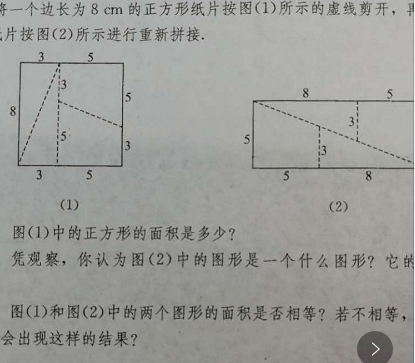 将一个边长为 8 cm 的正方形纸片按图(1)所示的虚线剪开，再
片按图(2)所示进行重新拼接.
3 5
3
8 5
5 3
3 5
(1)
8 5
3
5 3
5 8
(2)
图(1)中的正方形的面积是多少?
凭观察，你认为图(2)中的图形是一个什么图形? 它的
图(1)和图(2)中的两个图形的面积是否相等? 若不相等，
会出现这样的结果?